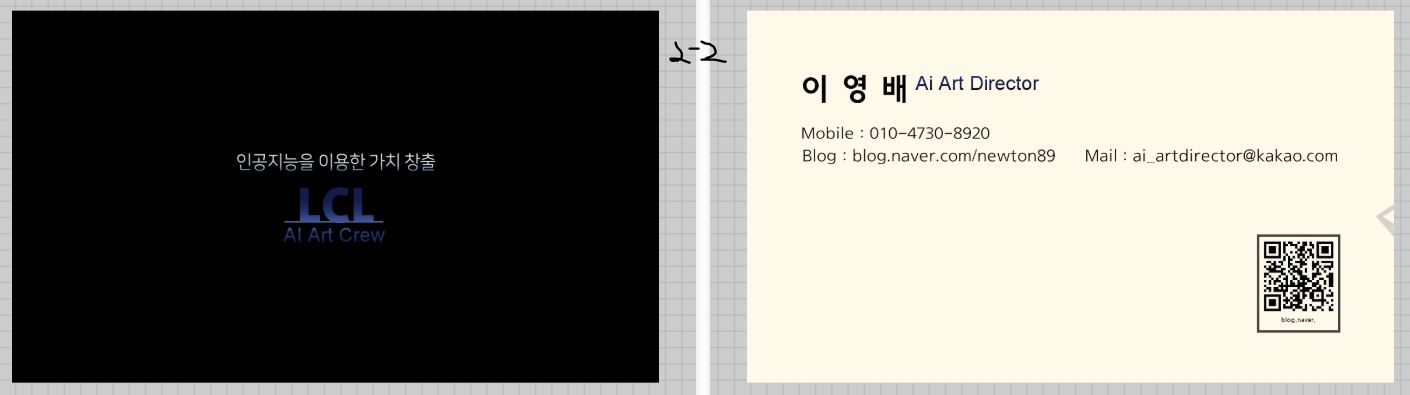 인공지능을 이용한 가치 창출
LCL
AI Art Crew
2-2
이 영 배 Ai Art Director
Mobile : 010-4730-8920
Blog : blog.naver.com/newton89 Mail : ai_artdirector@kakao.com
blog.naver.